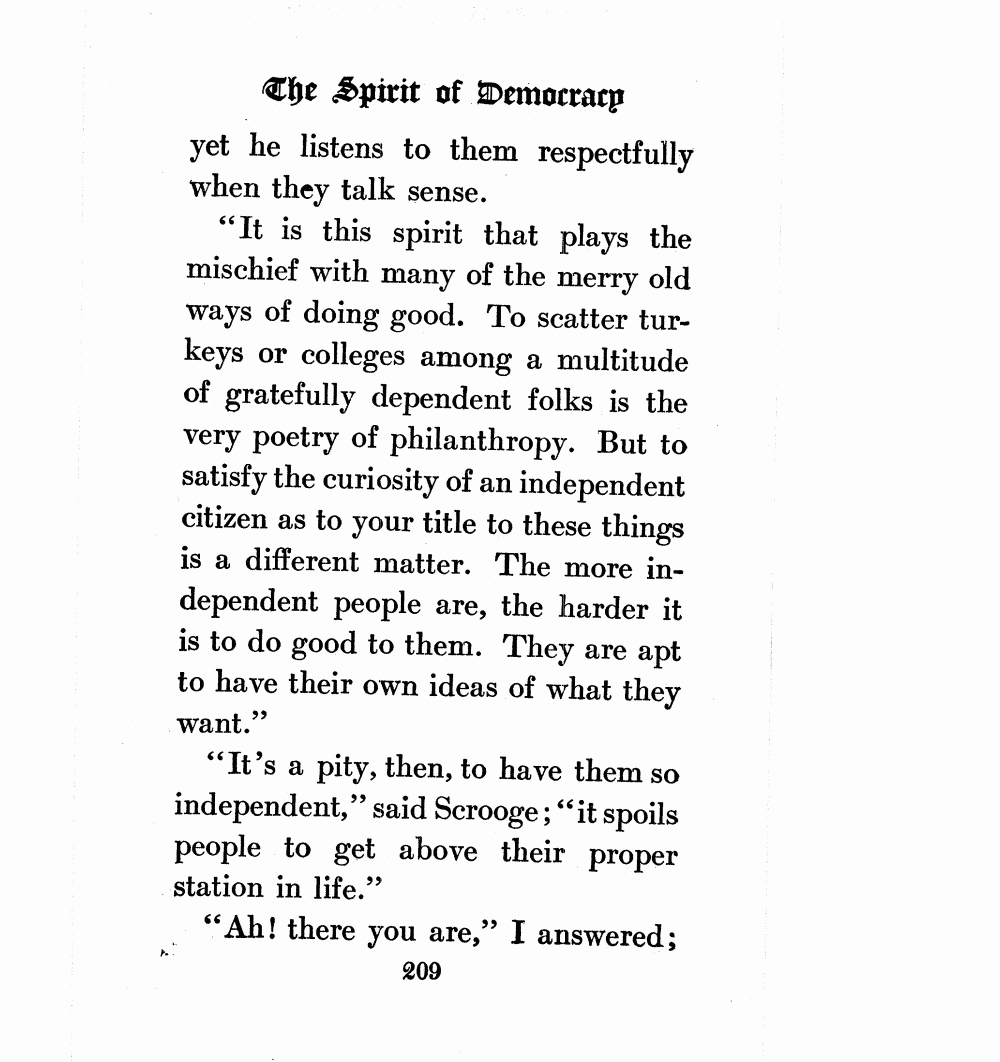 The Spirit of Democracy
yet he listens to them respectfully
when they talk sense.
“It is this spirit that plays the
mischief with many of the merry old
ways of doing good. To scatter tur-
keys or colleges among a multitude
of gratefully dependent folks is the
very poetry of philanthropy. But to
satisfy the curiosity of an independent
citizen as to your title to these things
is a different matter. The more in-
dependent people are, the harder it
is to do good to them. They are apt
to have their own ideas of what they
want.”
“It’s a pity, then, to have them so
independent,” said Scrooge; “it spoils
people to get above their proper
station in life.”
“Ah! there you are,” I answered;
209